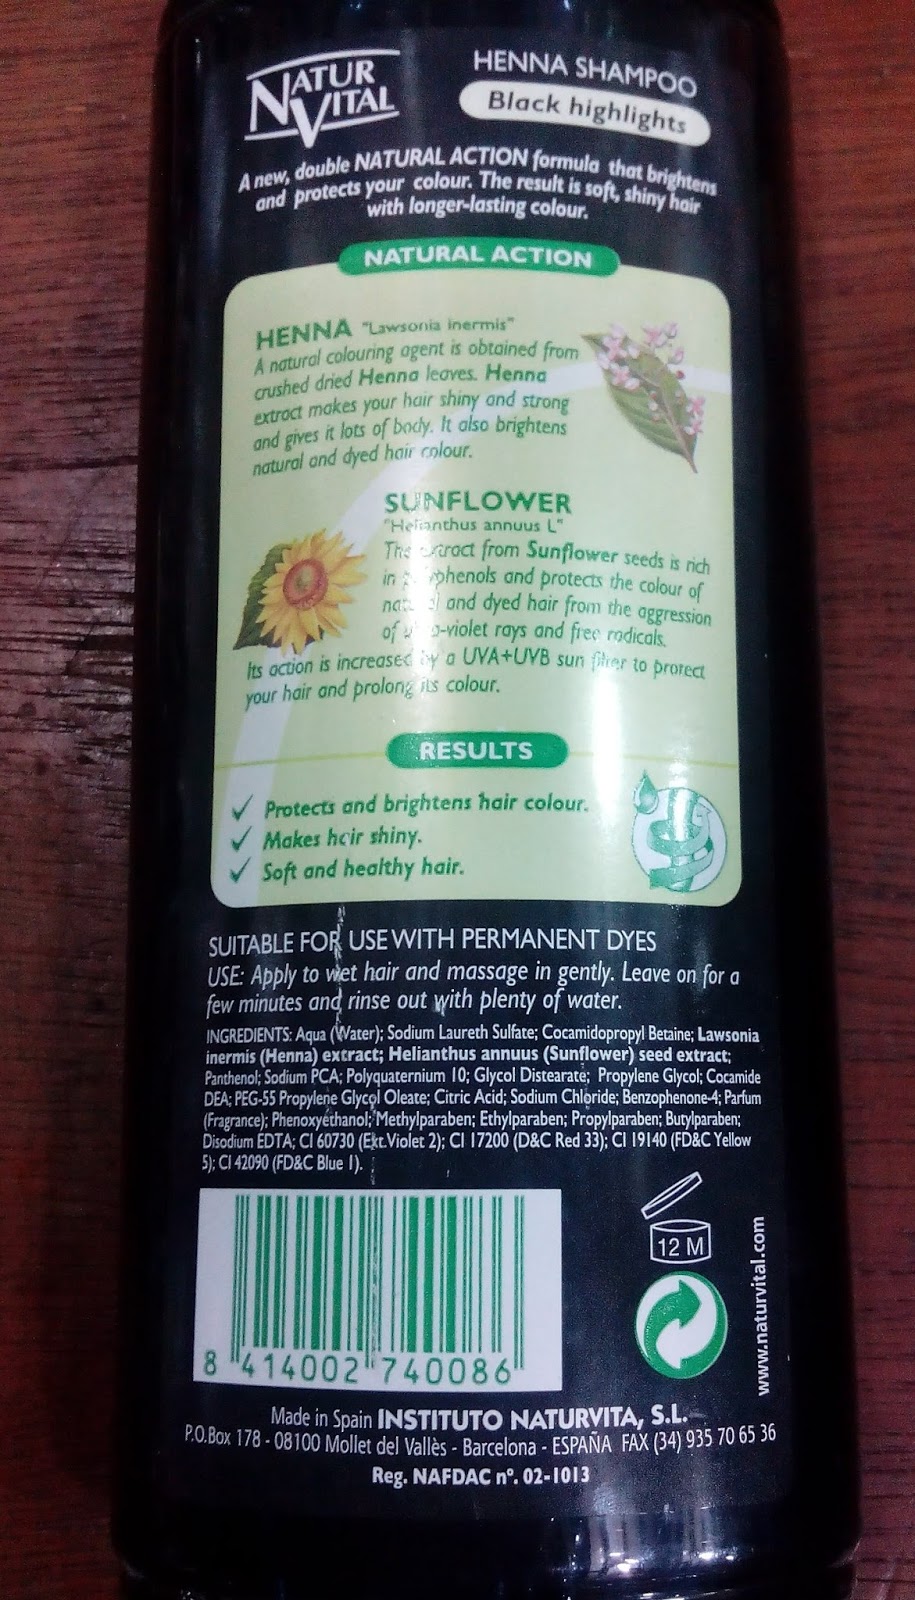 NATUR
VITAL
HENNA SHAMPOO
Black highlights
A new, double NATURAL ACTION formula that brightens
and protects your colour. The result is soft, shiny hair
with longer-lasting colour.
NATURAL ACTION
HENNA "Lawsonia inermis"
A natural colouring agent is obtained from
crushed dried Henna leaves. Henna
extract makes your hair shiny and strong
and gives it lots of body. It also brightens
natural and dyed hair colour.
SUNFLOWER
"Helianthus annuus L"
The extract from Sunflower seeds is rich
in polyphenols and protects the colour of
natural and dyed hair from the aggression
of ultra-violet rays and free radicals.
Its action is increased by a UVA+UVB sun filter to protect
your hair and prolong its colour.
RESULTS
Protects and brightens hair colour.
Makes hair shiny.
Soft and healthy hair.
SUITABLE FOR USE WITH PERMANENT DYES
USE: Apply to wet hair and massage in gently. Leave on for a
few minutes and rinse out with plenty of water.
INGREDIENTS: Aqua (Water); Sodium Laureth Sulfate; Cocamidopropyl Betaine; Lawsonia
inermis (Henna) extract; Helianthus annuus (Sunflower) seed extract;
Panthenol; Sodium PCA; Polyquaternium 10; Glycol Distearate; Propylene Glycol; Cocamide
DEA; PEG-55 Propylene Glycol Oleate; Citric Acid; Sodium Chloride; Benzophenone-4; Parfum
(Fragrance); Phenoxyethanol; Methylparaben; Ethylparaben; Propylparaben; Butylparaben;
Disodium EDTA; CI 60730 (Ext.Violet 2); CI 17200 (D&C Red 33); CI 19140 (FD&C Yellow
5); CI 42090 (FD&C Blue 1).
12 M
www.naturvital.com
8 414002 740086
Made in Spain INSTITUTO NATURVITA, S.L.
P.O.Box 178 - 08100 Mollet del Vallès - Barcelona - ESPAÑA FAX (34) 935 70 65 36
Reg. NAFDAC nº. 02-1013